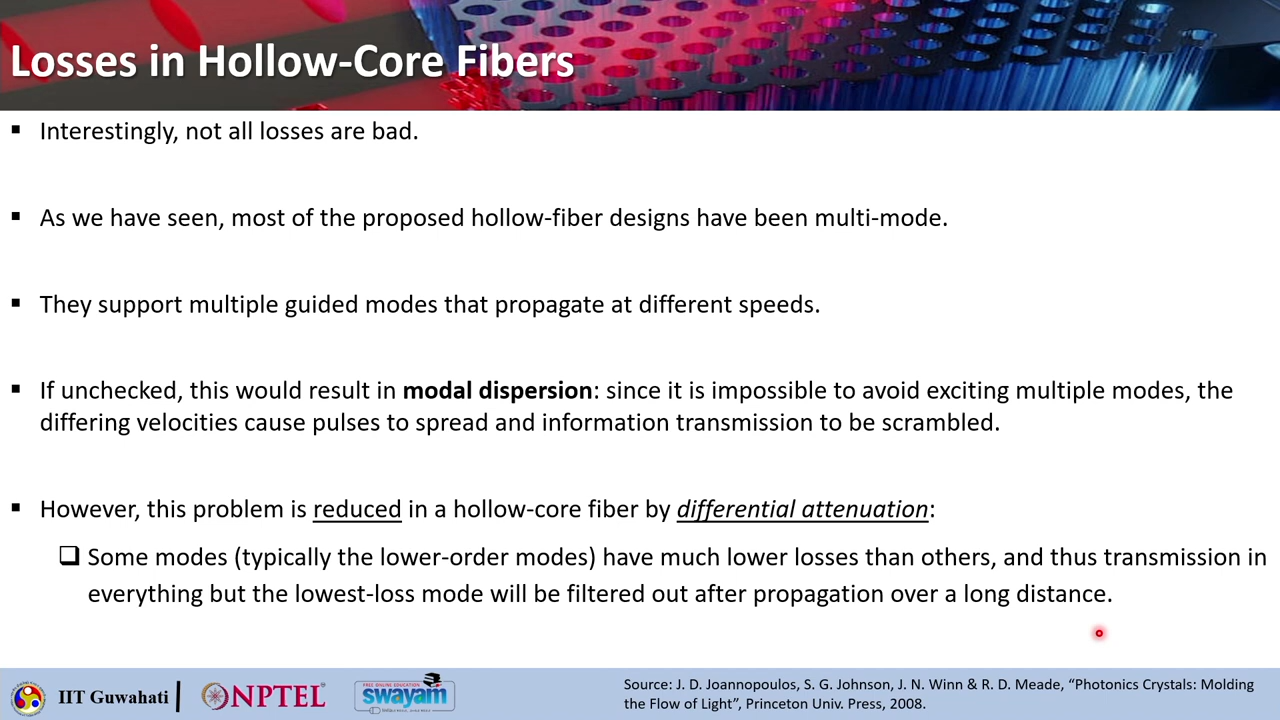 Losses in Hollow-Core Fibers
▪ Interestingly, not all losses are bad.
▪ As we have seen, most of the proposed hollow-fiber designs have been multi-mode.
▪ They support multiple guided modes that propagate at different speeds.
▪ If unchecked, this would result in modal dispersion: since it is impossible to avoid exciting multiple modes, the
differing velocities cause pulses to spread and information transmission to be scrambled.
▪ However, this problem is reduced in a hollow-core fiber by differential attenuation:
❑ Some modes (typically the lower-order modes) have much lower losses than others, and thus transmission in
everything but the lowest-loss mode will be filtered out after propagation over a long distance.
IIT Guwahati
NPTEL
FREE ONLINE EDUCATION
swayam
Source: J. D. Joannopoulos, S. G. Johnson, J. N. Winn & R. D. Meade, “Photonics Crystals: Molding
the Flow of Light”, Princeton Univ. Press, 2008.